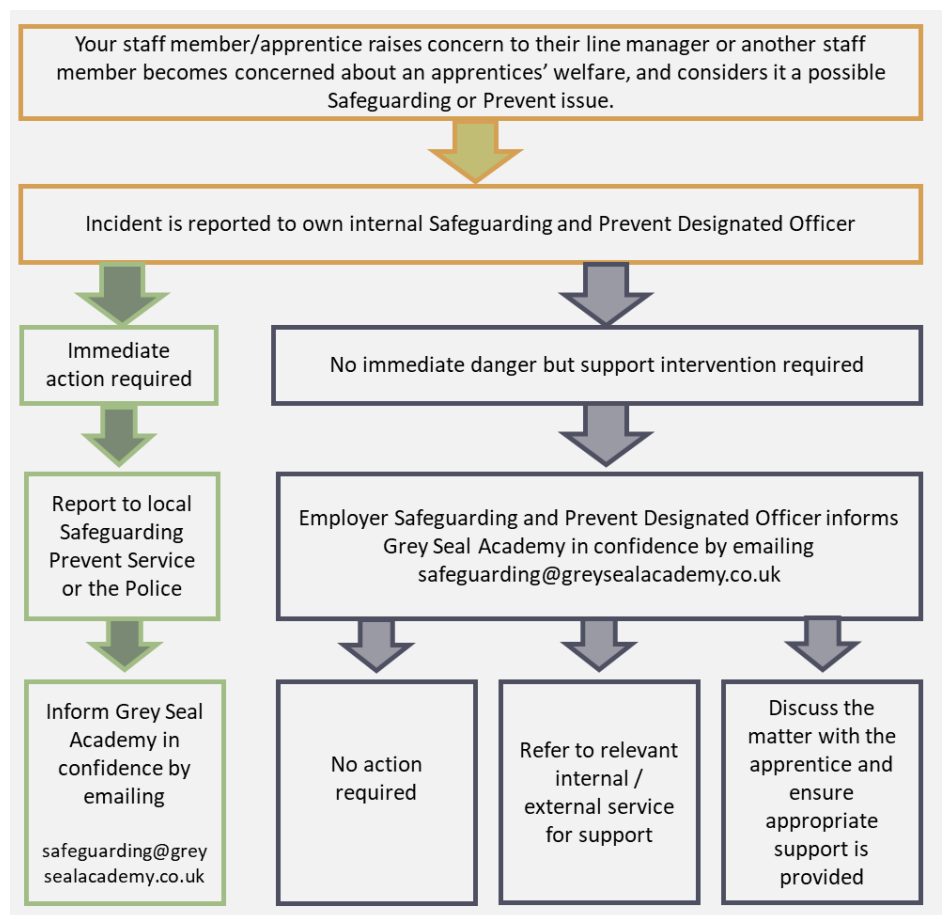 Your staff member/apprentice raises concern to their line manager or another staff
member becomes concerned about an apprentices’ welfare, and considers it a possible
Safeguarding or Prevent issue.
Incident is reported to own internal Safeguarding and Prevent Designated Officer
Immediate
action required
No immediate danger but support intervention required
Report to local
Safeguarding
Prevent Service
or the Police
Employer Safeguarding and Prevent Designated Officer informs
Grey Seal Academy in confidence by emailing
safeguarding@greysealacademy.co.uk
Inform Grey Seal
Academy in
confidence by
emailing
safeguarding@grey
sealacademy.co.uk
No action
required
Refer to relevant
internal /
external service
for support
Discuss the
matter with the
apprentice and
ensure
appropriate
support is
provided